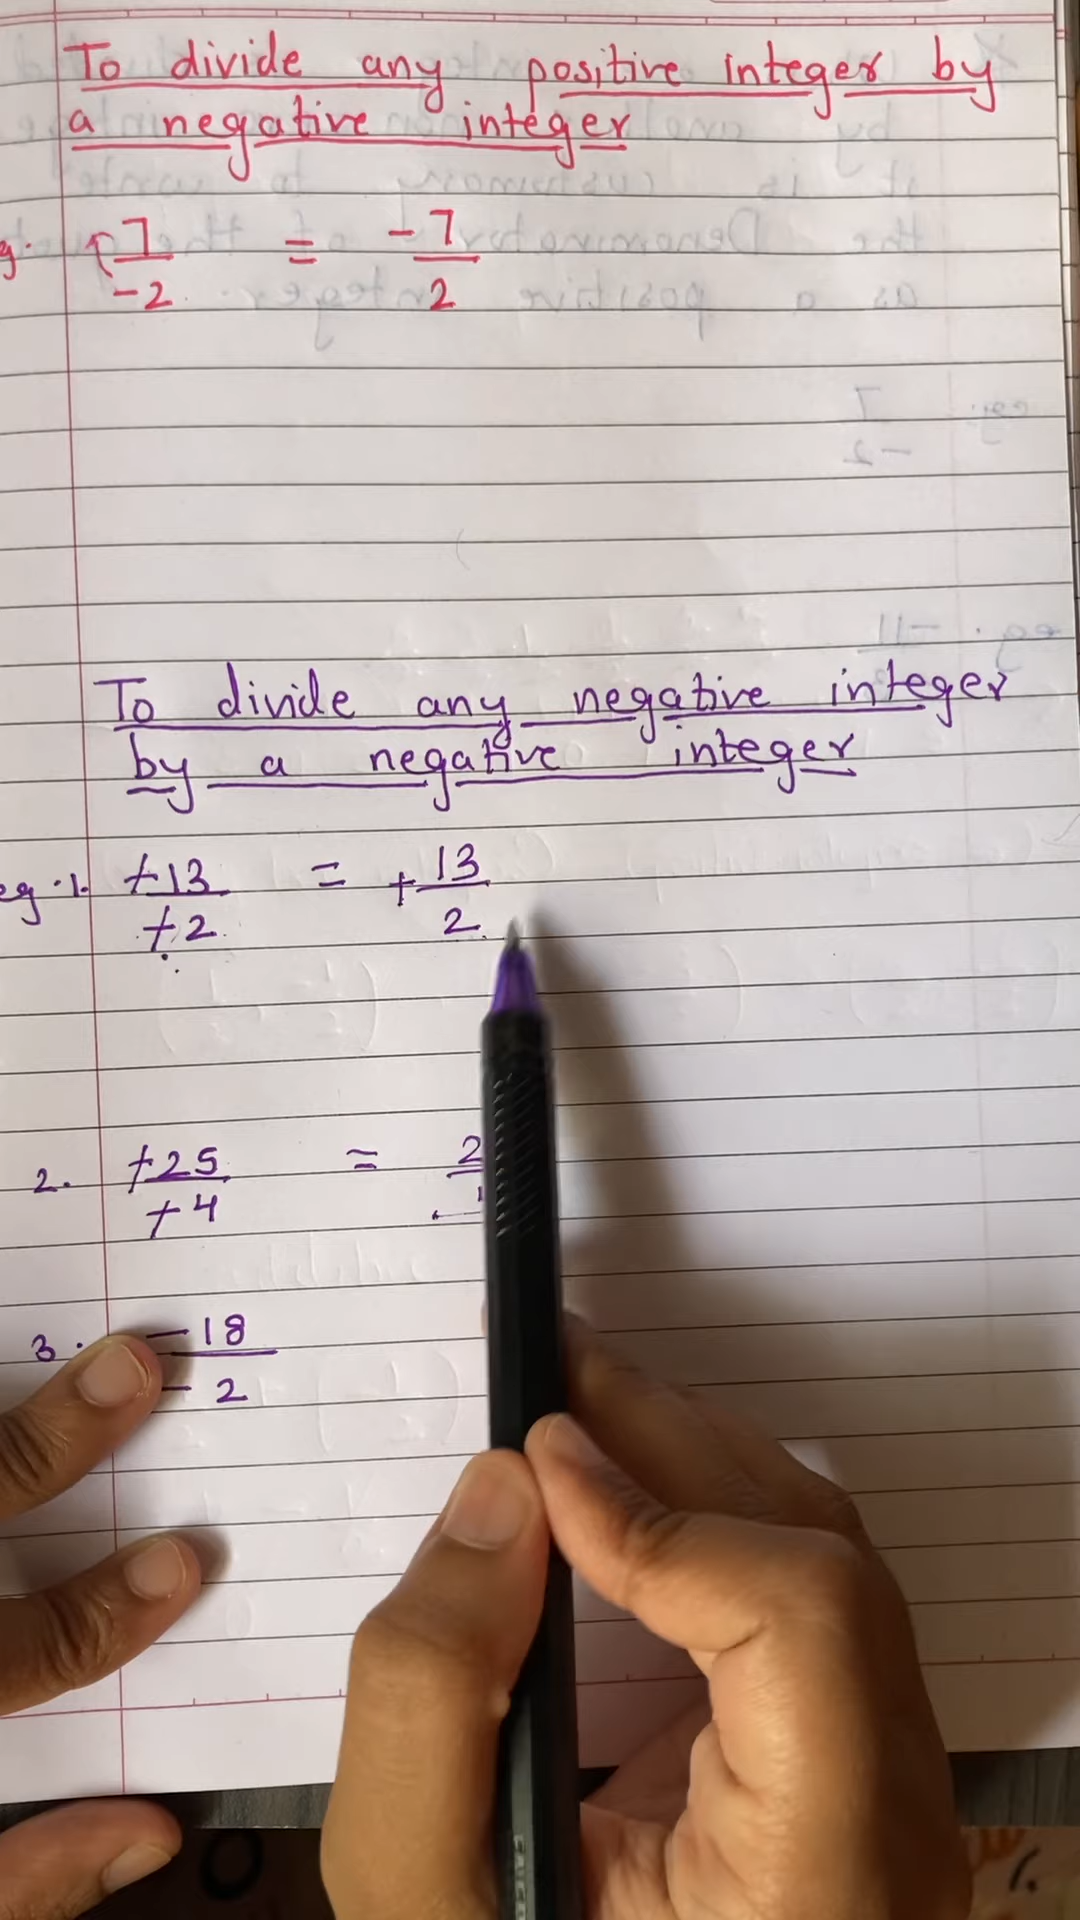 To divide any positive integer by
a negative integer
7/-2 = -7/2
To divide any negative integer
by a negative integer
eg.1. +13/+2 = +13/2
2. +25/+4 = 2
3. -18/-2